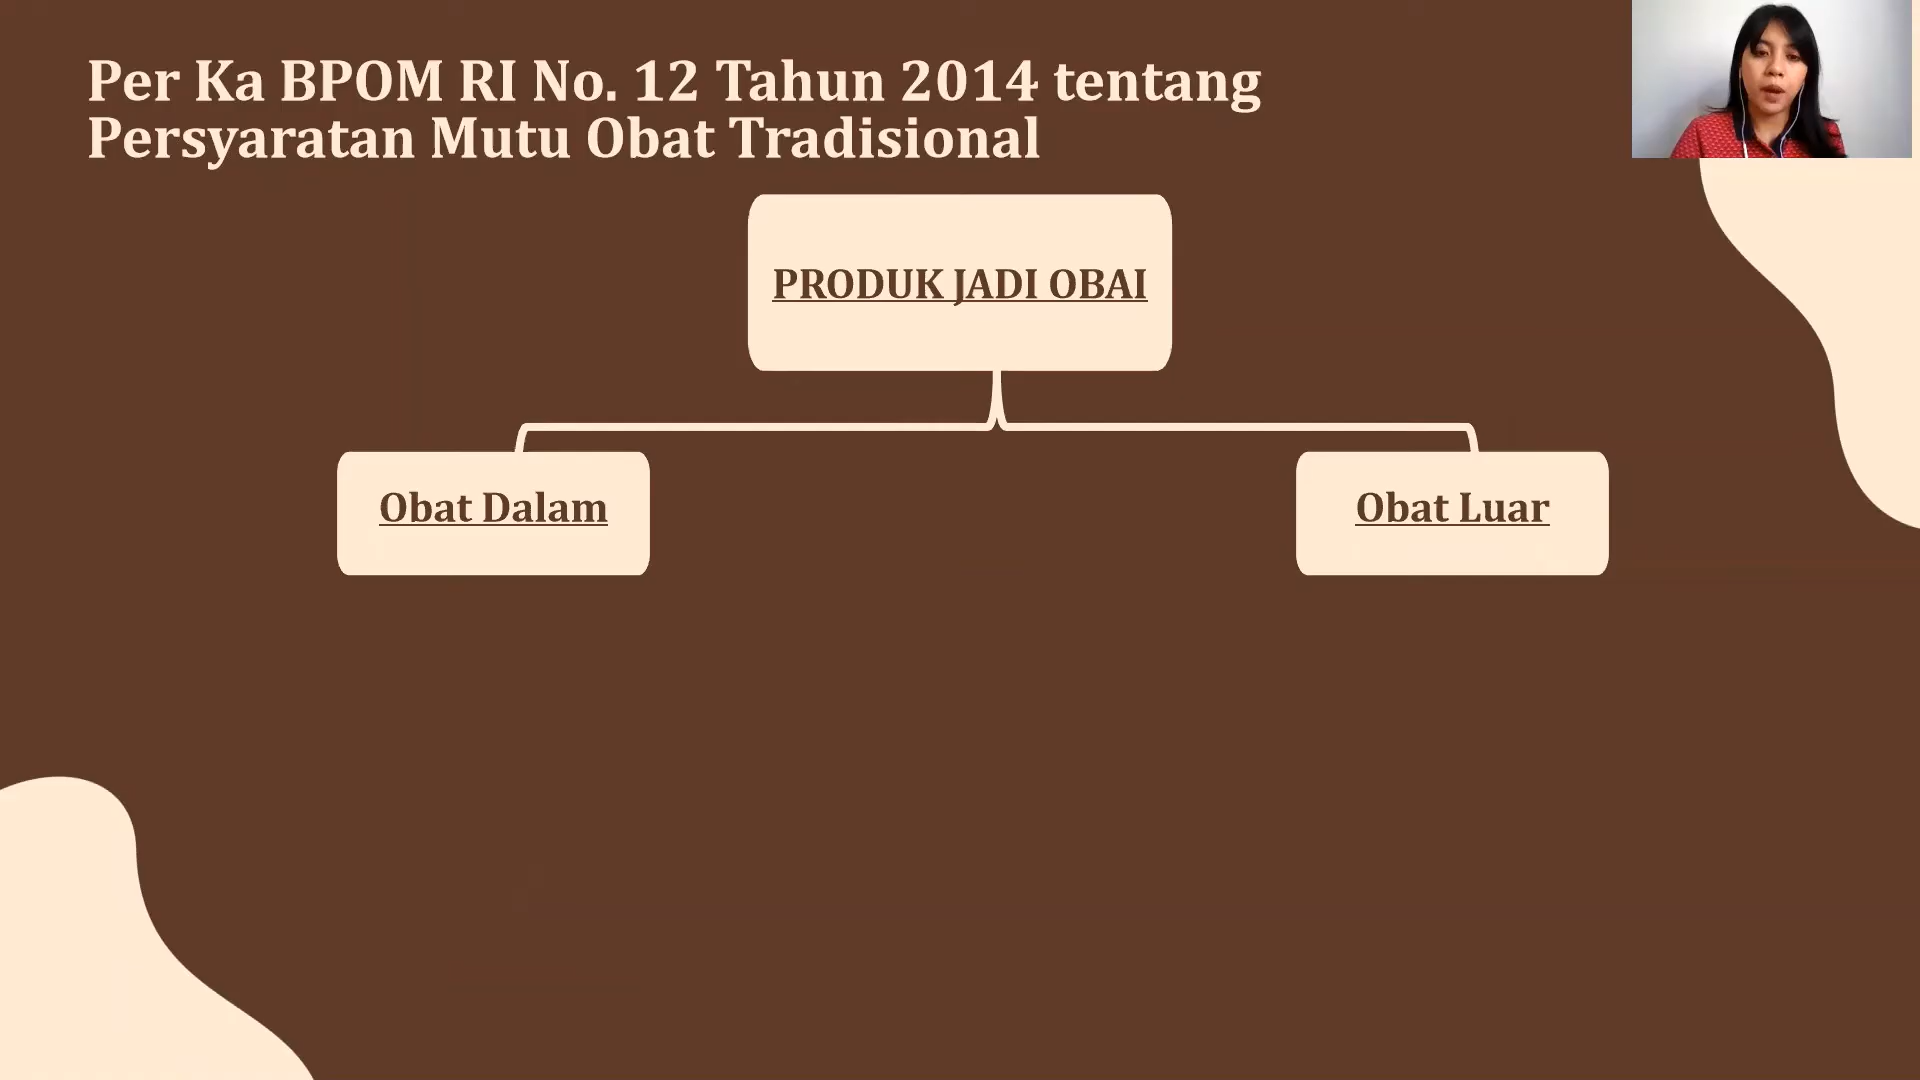 Per Ka BPOM RI No. 12 Tahun 2014 tentang
Persyaratan Mutu Obat Tradisional
PRODUK JADI OBAI
Obat Dalam
Obat Luar